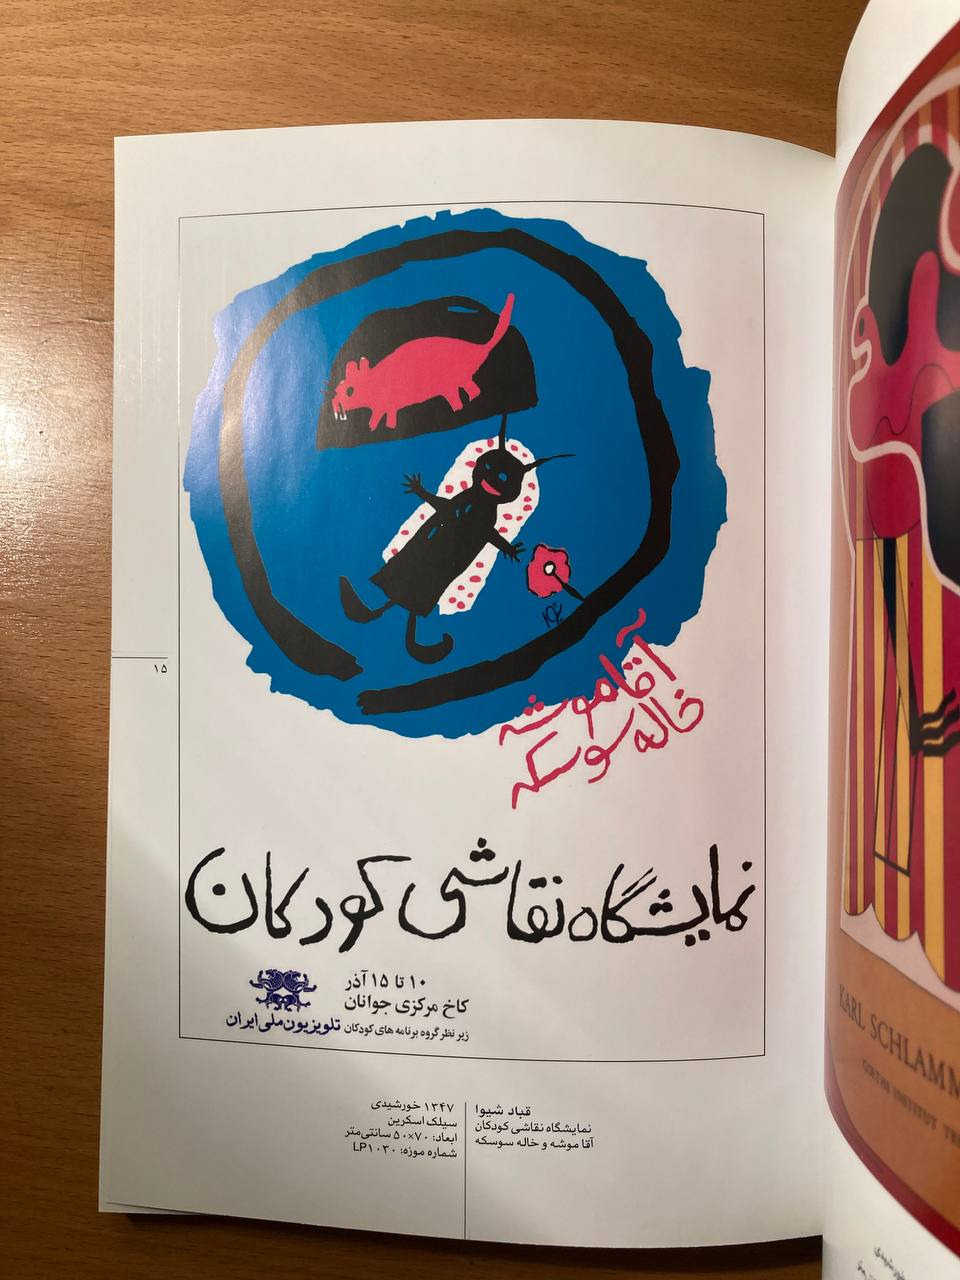 آقا موشه
خاله سوسکه
نمایشگاه نقاشی کودکان
۱۰ تا ۱۵ آذر
کاخ مرکزی جوانان
زیر نظر گروه برنامه های کودکان تلویزیون ملی ایران
۱۵
قباد شیوا
نمایشگاه نقاشی کودکان
آقا موشه و خاله سوسکه
۱۳۴۷ خورشیدی
سیلک اسکرین
ابعاد: ۷۰×۵۰ سانتی‌متر
شماره موزه: LP۱۰۳۰
KARL SCHLAMM
GOETHE INSTITUT